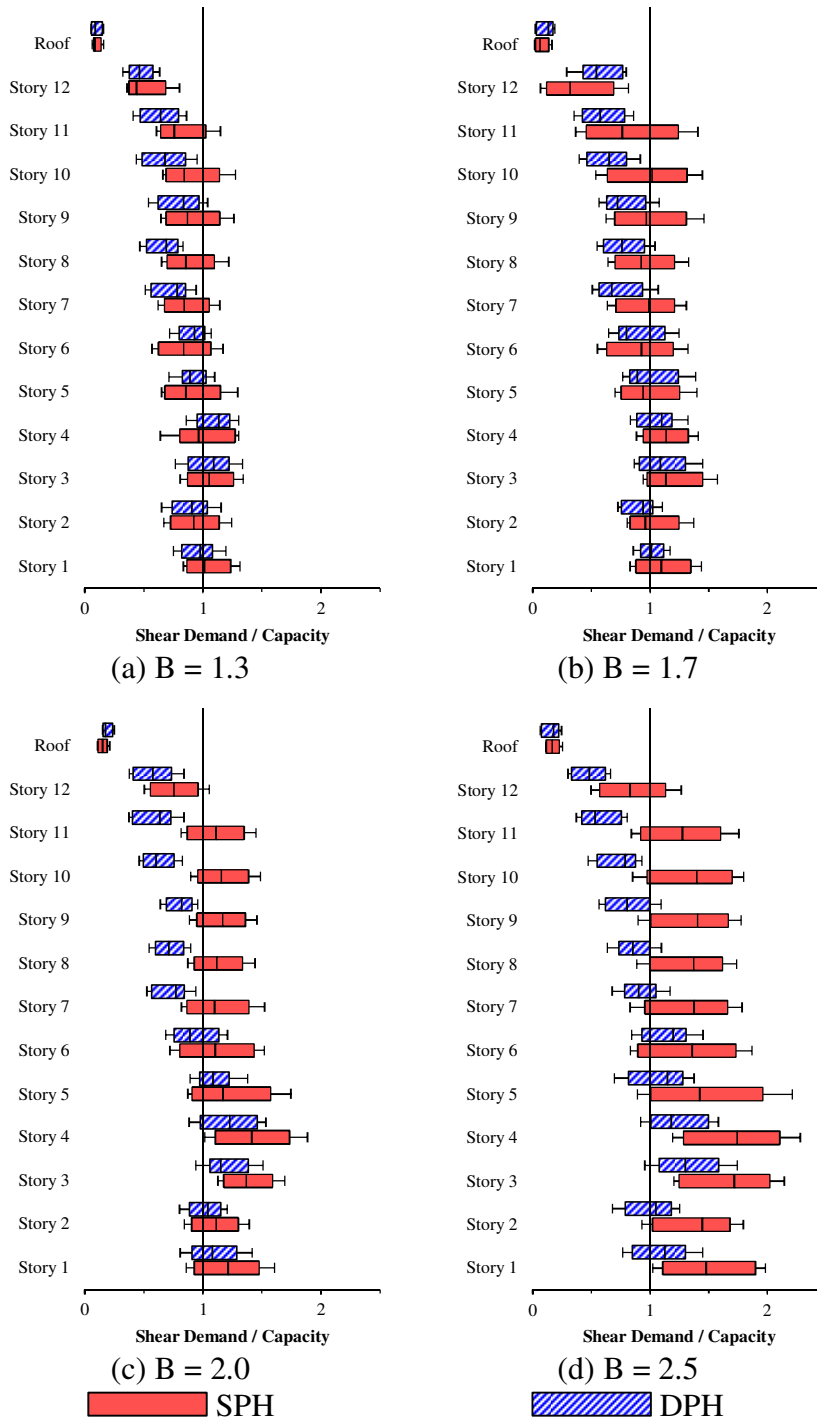 Roof
Story 12
Story 11
Story 10
Story 9
Story 8
Story 7
Story 6
Story 5
Story 4
Story 3
Story 2
Story 1
0 1 2
Shear Demand / Capacity
(a) B = 1.3
Roof
Story 12
Story 11
Story 10
Story 9
Story 8
Story 7
Story 6
Story 5
Story 4
Story 3
Story 2
Story 1
0 1 2
Shear Demand / Capacity
(b) B = 1.7
Roof
Story 12
Story 11
Story 10
Story 9
Story 8
Story 7
Story 6
Story 5
Story 4
Story 3
Story 2
Story 1
0 1 2
Shear Demand / Capacity
(c) B = 2.0
Roof
Story 12
Story 11
Story 10
Story 9
Story 8
Story 7
Story 6
Story 5
Story 4
Story 3
Story 2
Story 1
0 1 2
Shear Demand / Capacity
(d) B = 2.5
SPH
DPH